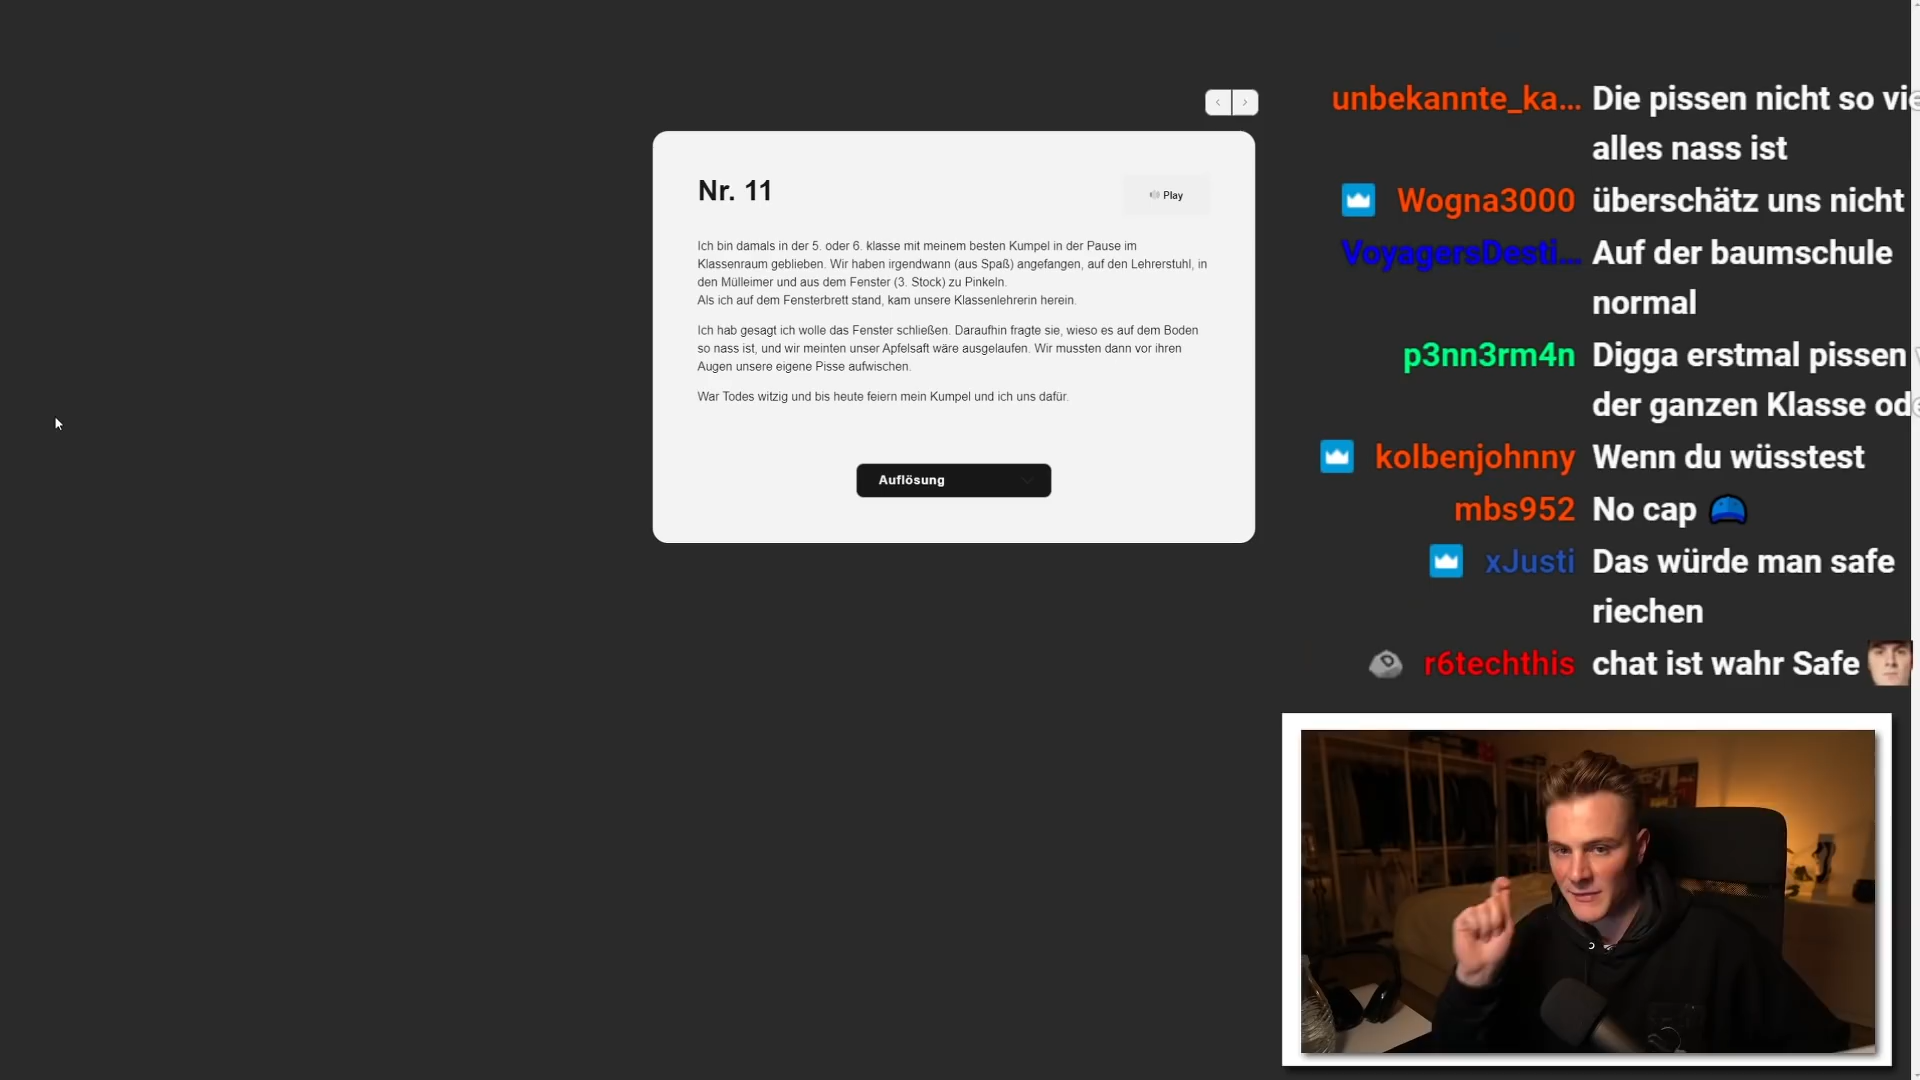 Nr. 11
Play
Ich bin damals in der 5. oder 6. klasse mit meinem besten Kumpel in der Pause im
Klassenraum geblieben. Wir haben irgendwann (aus Spaß) angefangen, auf den Lehrerstuhl, in
den Mülleimer und aus dem Fenster (3. Stock) zu Pinkeln.
Als ich auf dem Fensterbrett stand, kam unsere Klassenlehrerin herein.
Ich hab gesagt ich wolle das Fenster schließen. Daraufhin fragte sie, wieso es auf dem Boden
so nass ist, und wir meinten unser Apfelsaft wäre ausgelaufen. Wir mussten dann vor ihren
Augen unsere eigene Pisse aufwischen.
War Todes witzig und bis heute feiern mein Kumpel und ich uns dafür.
Auflösung
unbekannte_ka... Die pissen nicht so
alles nass ist
Wogna3000 überschätz uns nicht
VoyagersDesti... Auf der baumschule
normal
p3nn3rm4n Digga erstmal pissen
der ganzen Klasse
kolbenjohnny Wenn du wüsstest
mbs952 No cap
xJusti Das würde man safe
riechen
r6techthis chat ist wahr Safe